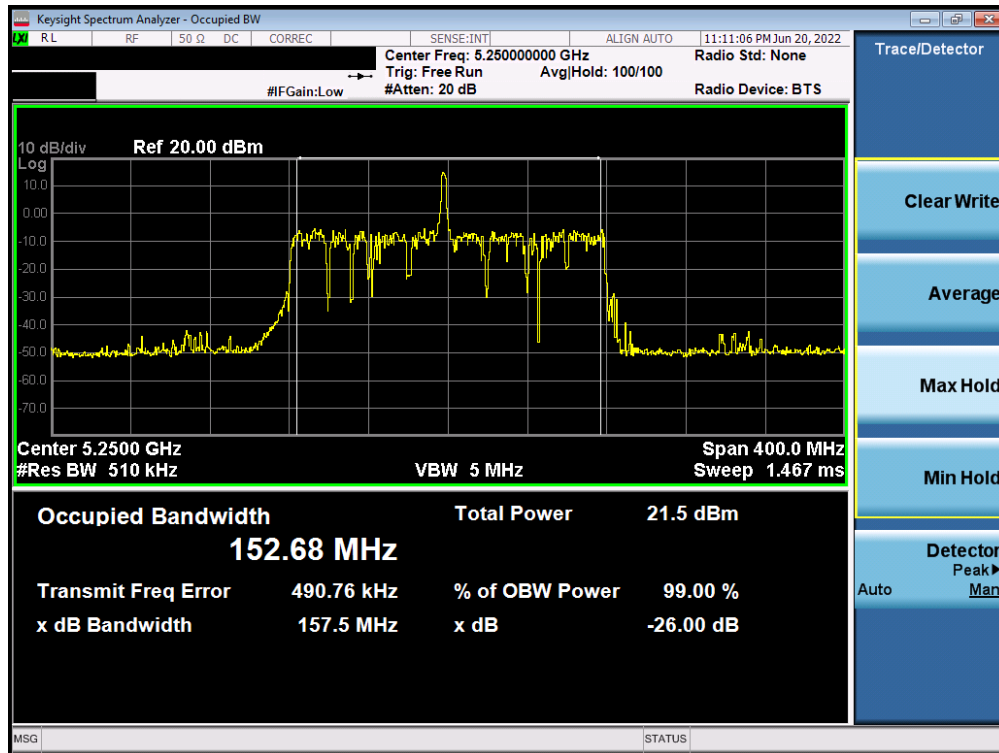 Keysight Spectrum Analyzer - Occupied BW
LXI RL RF 50 Ω DC CORREC SENSE:INT ALIGN AUTO 11:11:06 PM Jun 20, 2022
Center Freq: 5.250000000 GHz Radio Std: None
Trig: Free Run Avg|Hold: 100/100
#IFGain:Low #Atten: 20 dB Radio Device: BTS
Trace/Detector
10 dB/div Ref 20.00 dBm
Log
10.0
0.00
-10.0
-20.0
-30.0
-40.0
-50.0
-60.0
-70.0
Center 5.2500 GHz Span 400.0 MHz
#Res BW 510 kHz VBW 5 MHz Sweep 1.467 ms
Occupied Bandwidth Total Power 21.5 dBm
152.68 MHz
Transmit Freq Error 490.76 kHz % of OBW Power 99.00 %
x dB Bandwidth 157.5 MHz x dB -26.00 dB
Clear Write
Average
Max Hold
Min Hold
Detector
Peak▶
Auto Man
MSG STATUS